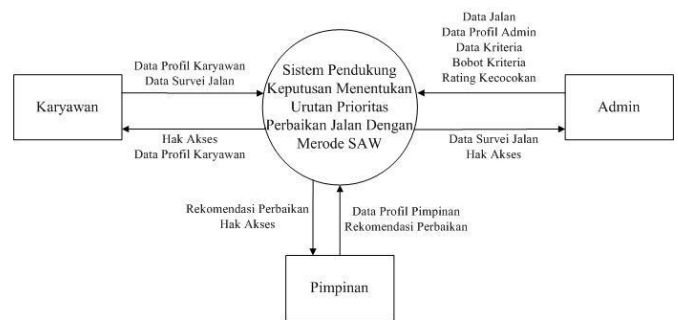 Data Jalan
Data Profil Admin
Data Kriteria
Bobot Kriteria
Rating Kecocokan
Data Profil Karyawan
Data Survei Jalan
Sistem Pendukung
Keputusan Menentukan
Urutan Prioritas
Perbaikan Jalan Dengan
Merode SAW
Karyawan
Admin
Hak Akses
Data Profil Karyawan
Data Survei Jalan
Hak Akses
Rekomendasi Perbaikan
Hak Akses
Data Profil Pimpinan
Rekomendasi Perbaikan
Pimpinan